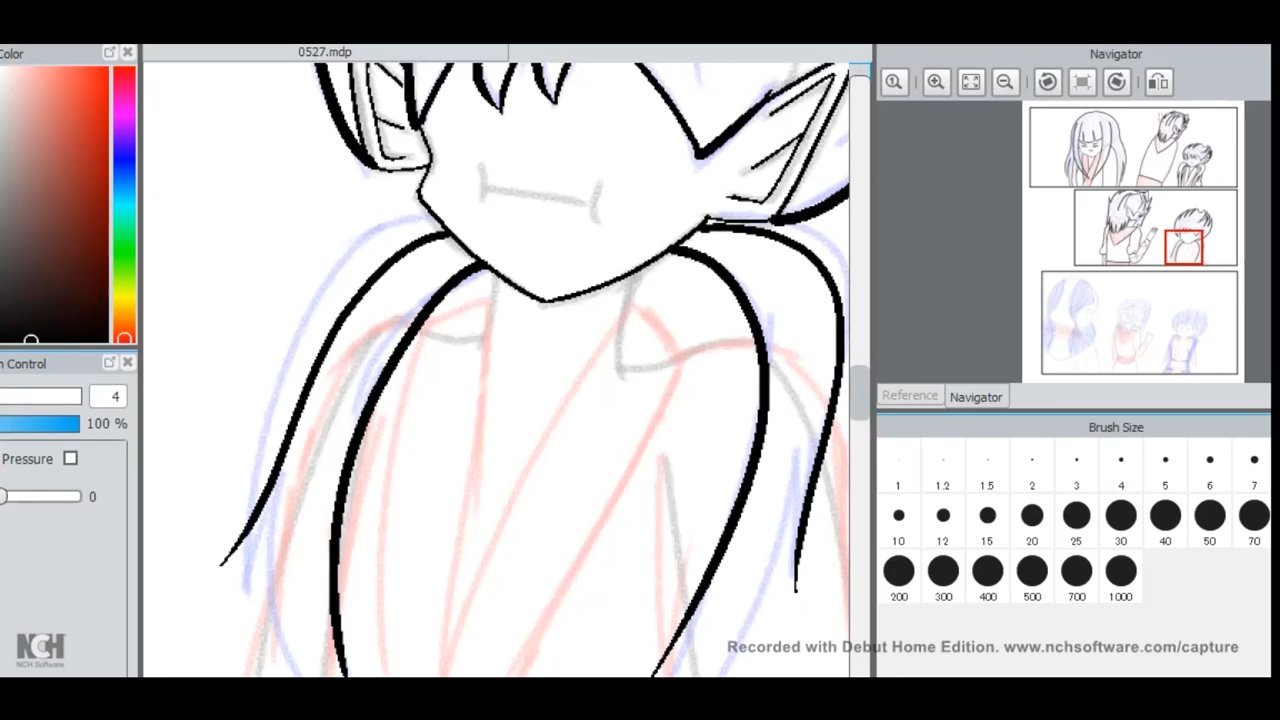 Color
0527.mdp
Navigator
n Control
4
100 %
Pressure
0
Reference
Navigator
Brush Size
1 1.2 1.5 2 3 4 5 6 7
10 12 15 20 25 30 40 50 70
200 300 400 500 700 1000
NCH
NCH Software
Recorded with Debut Home Edition. www.nchsoftware.com/capture